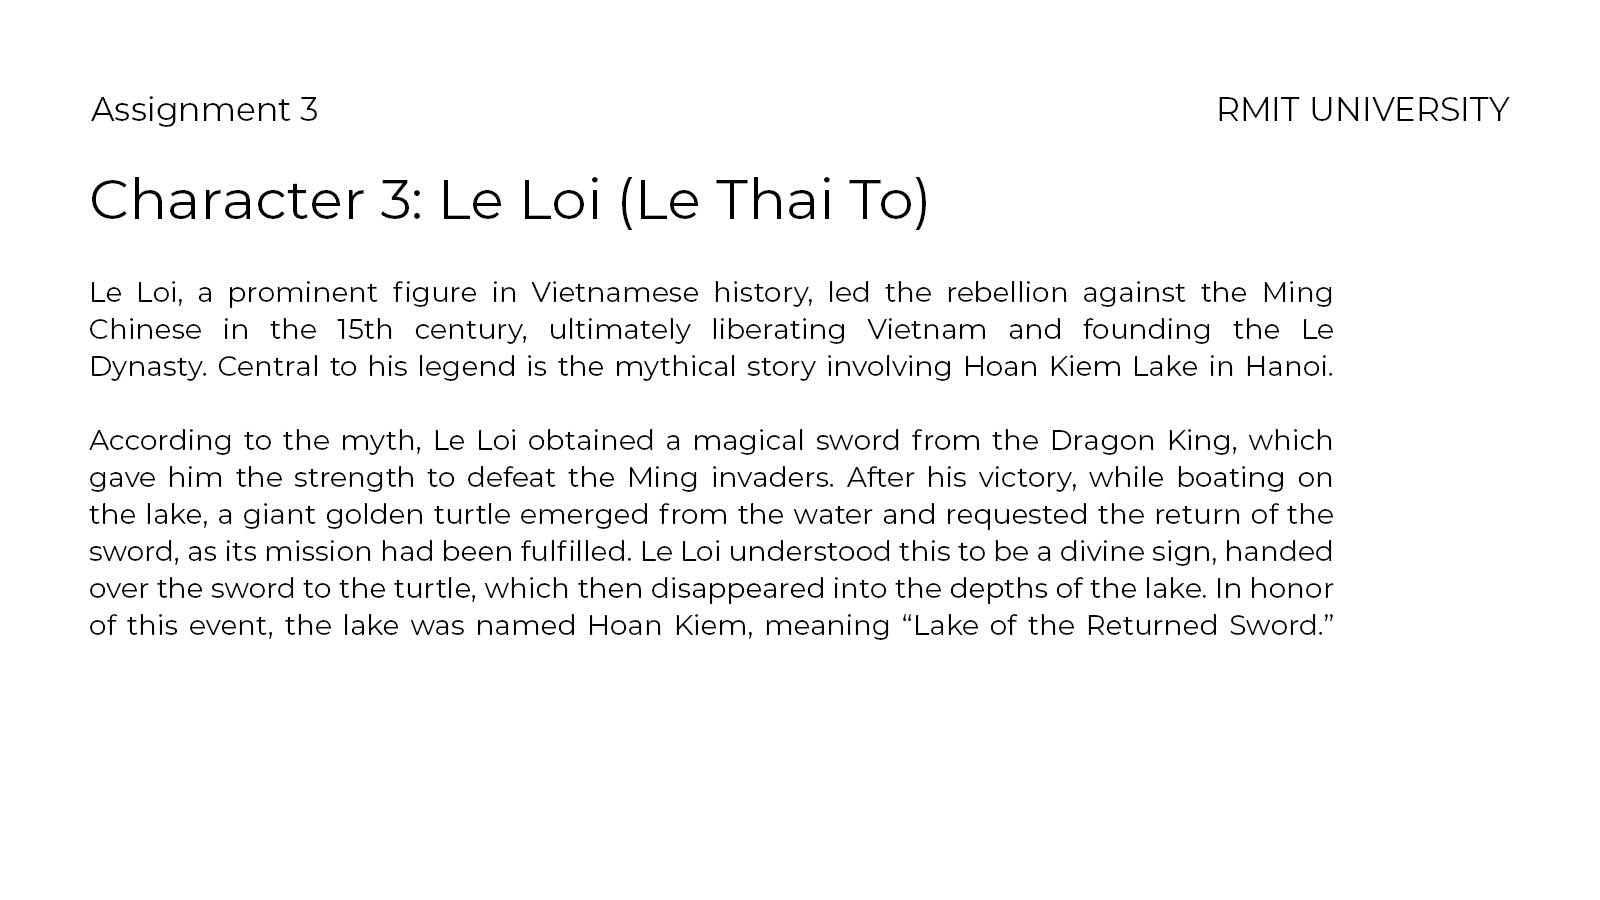 Assignment 3
RMIT UNIVERSITY
Character 3: Le Loi (Le Thai To)
Le Loi, a prominent figure in Vietnamese history, led the rebellion against the Ming
Chinese in the 15th century, ultimately liberating Vietnam and founding the Le
Dynasty. Central to his legend is the mythical story involving Hoan Kiem Lake in Hanoi.
According to the myth, Le Loi obtained a magical sword from the Dragon King, which
gave him the strength to defeat the Ming invaders. After his victory, while boating on
the lake, a giant golden turtle emerged from the water and requested the return of the
sword, as its mission had been fulfilled. Le Loi understood this to be a divine sign, handed
over the sword to the turtle, which then disappeared into the depths of the lake. In honor
of this event, the lake was named Hoan Kiem, meaning “Lake of the Returned Sword.”